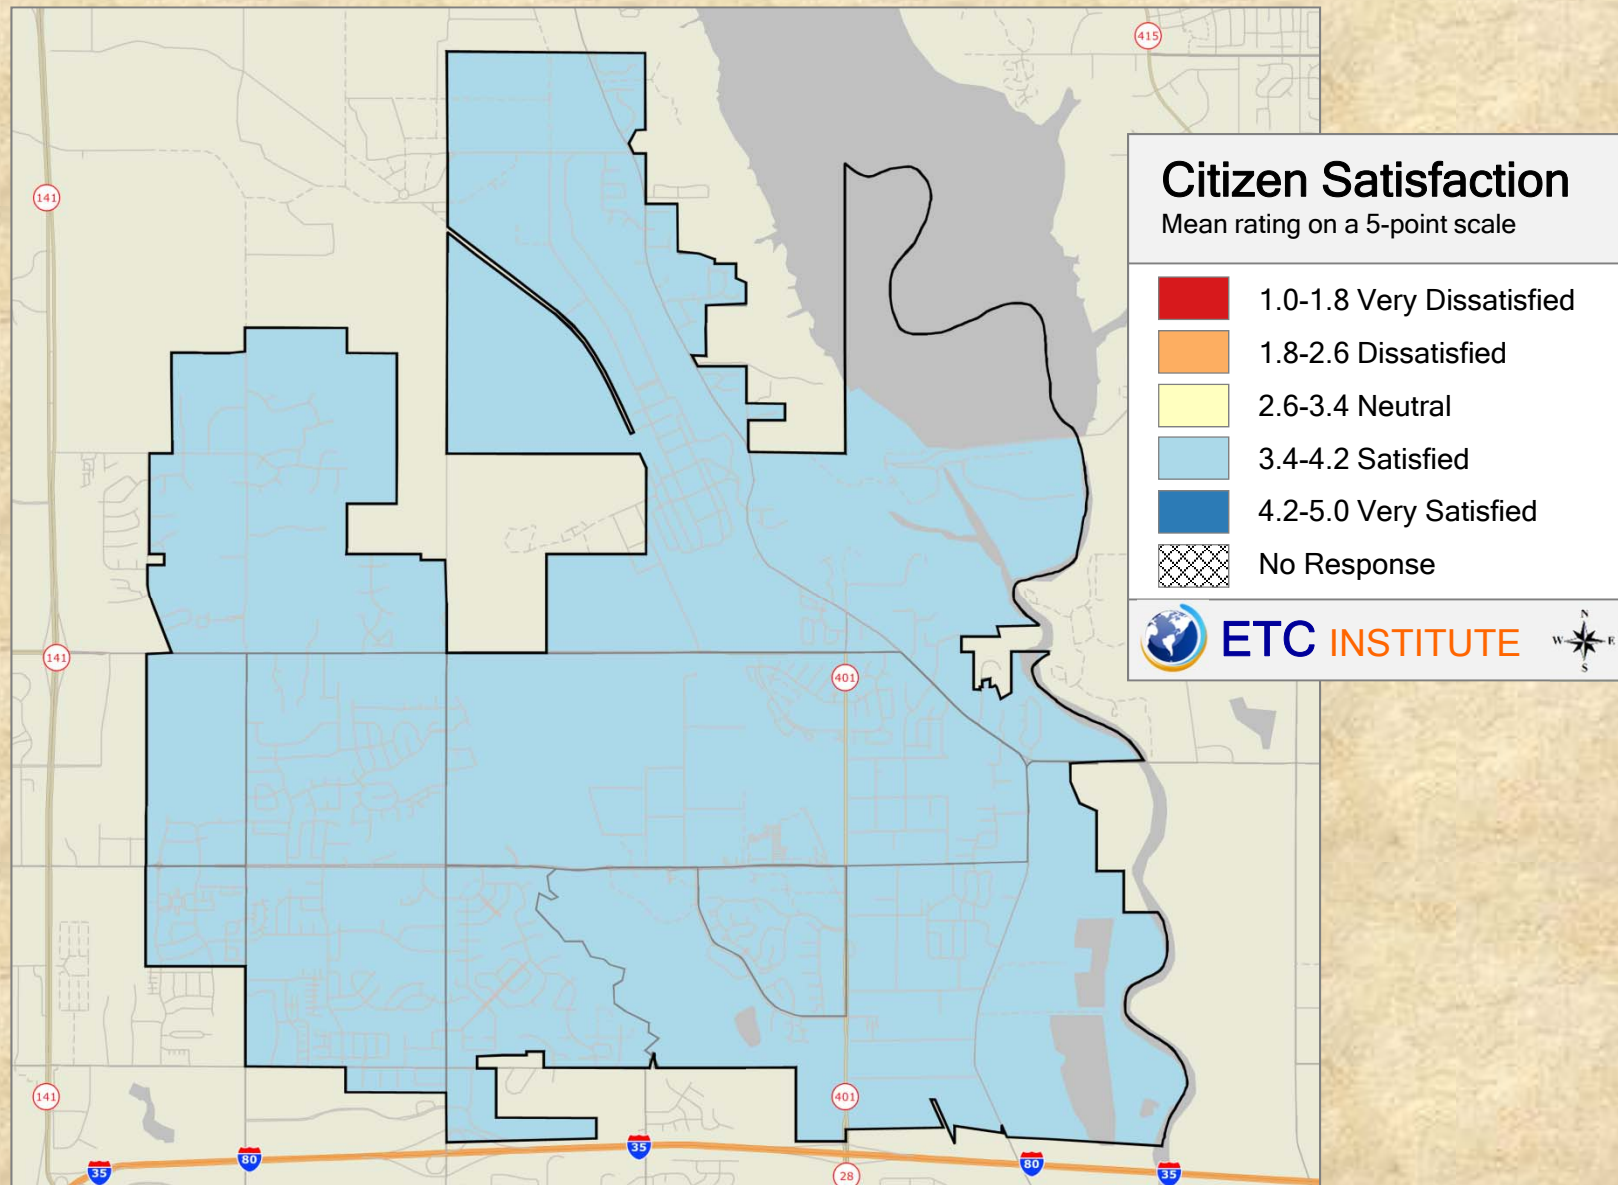 415
141
Citizen Satisfaction
Mean rating on a 5-point scale
1.0-1.8 Very Dissatisfied
1.8-2.6 Dissatisfied
2.6-3.4 Neutral
3.4-4.2 Satisfied
4.2-5.0 Very Satisfied
No Response
ETC INSTITUTE
N
W E
S
141
401
141
401
35
80
35
80
35
28